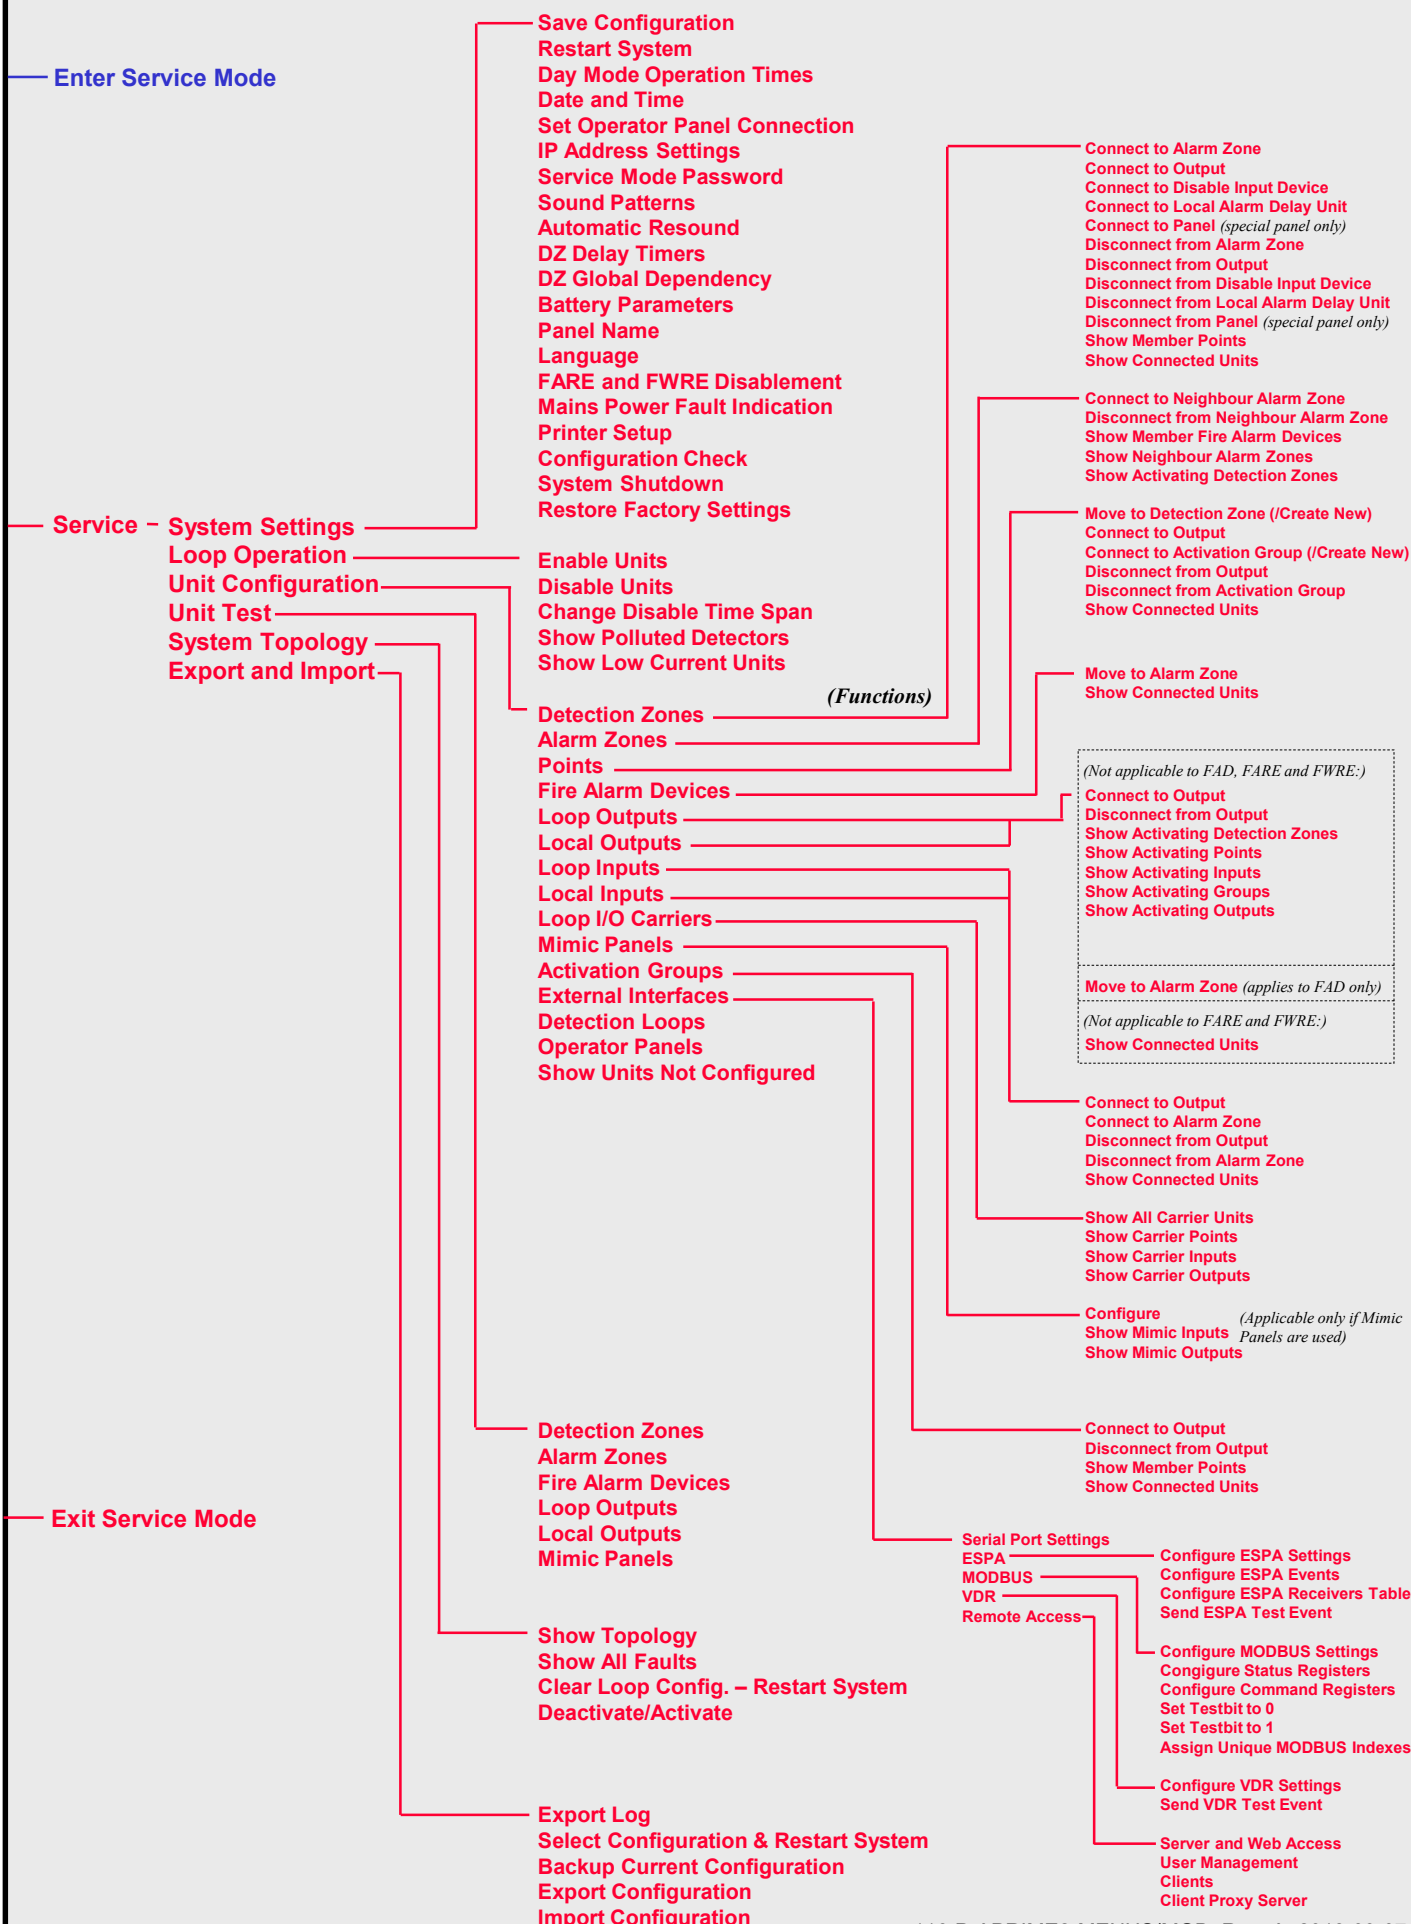 Enter Service Mode
Service
System Settings
Loop Operation
Unit Configuration
Unit Test
System Topology
Export and Import
Exit Service Mode
Save Configuration
Restart System
Day Mode Operation Times
Date and Time
Set Operator Panel Connection
IP Address Settings
Service Mode Password
Sound Patterns
Automatic Resound
DZ Delay Timers
DZ Global Dependency
Battery Parameters
Panel Name
Language
FARE and FWRE Disablement
Mains Power Fault Indication
Printer Setup
Configuration Check
System Shutdown
Restore Factory Settings
Enable Units
Disable Units
Change Disable Time Span
Show Polluted Detectors
Show Low Current Units
(Functions)
Detection Zones
Alarm Zones
Points
Fire Alarm Devices
Loop Outputs
Local Outputs
Loop Inputs
Local Inputs
Loop I/O Carriers
Mimic Panels
Activation Groups
External Interfaces
Detection Loops
Operator Panels
Show Units Not Configured
Detection Zones
Alarm Zones
Fire Alarm Devices
Loop Outputs
Local Outputs
Mimic Panels
Show Topology
Show All Faults
Clear Loop Config. – Restart System
Deactivate/Activate
Export Log
Select Configuration & Restart System
Backup Current Configuration
Export Configuration
Import Configuration
Connect to Alarm Zone
Connect to Output
Connect to Disable Input Device
Connect to Local Alarm Delay Unit
Connect to Panel (special panel only)
Disconnect from Alarm Zone
Disconnect from Output
Disconnect from Disable Input Device
Disconnect from Local Alarm Delay Unit
Disconnect from Panel (special panel only)
Show Member Points
Show Connected Units
Connect to Neighbour Alarm Zone
Disconnect from Neighbour Alarm Zone
Show Member Fire Alarm Devices
Show Neighbour Alarm Zones
Show Activating Detection Zones
Move to Detection Zone (/Create New)
Connect to Output
Connect to Activation Group (/Create New)
Disconnect from Output
Disconnect from Activation Group
Show Connected Units
Move to Alarm Zone
Show Connected Units
(Not applicable to FAD, FARE and FWRE:)
Connect to Output
Disconnect from Output
Show Activating Detection Zones
Show Activating Points
Show Activating Inputs
Show Activating Groups
Show Activating Outputs
Move to Alarm Zone (applies to FAD only)
(Not applicable to FARE and FWRE:)
Show Connected Units
Connect to Output
Connect to Alarm Zone
Disconnect from Output
Disconnect from Alarm Zone
Show Connected Units
Show All Carrier Units
Show Carrier Points
Show Carrier Inputs
Show Carrier Outputs
Configure
Show Mimic Inputs
Show Mimic Outputs
(Applicable only if Mimic
Panels are used)
Connect to Output
Disconnect from Output
Show Member Points
Show Connected Units
Serial Port Settings
ESPA
MODBUS
VDR
Remote Access
Configure ESPA Settings
Configure ESPA Events
Configure ESPA Receivers Table
Send ESPA Test Event
Configure MODBUS Settings
Congigure Status Registers
Configure Command Registers
Set Testbit to 0
Set Testbit to 1
Assign Unique MODBUS Indexes
Configure VDR Settings
Send VDR Test Event
Server and Web Access
User Management
Clients
Client Proxy Server